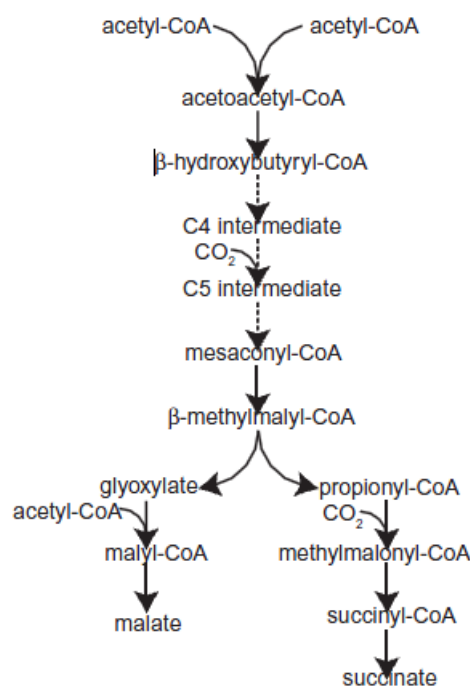 acetyl-CoA acetyl-CoA
acetoacetyl-CoA
β-hydroxybutyryl-CoA
C4 intermediate
CO₂
C5 intermediate
mesaconyl-CoA
β-methylmalyl-CoA
glyoxylate propionyl-CoA
acetyl-CoA CO₂
malyl-CoA methylmalonyl-CoA
malate succinyl-CoA
succinate